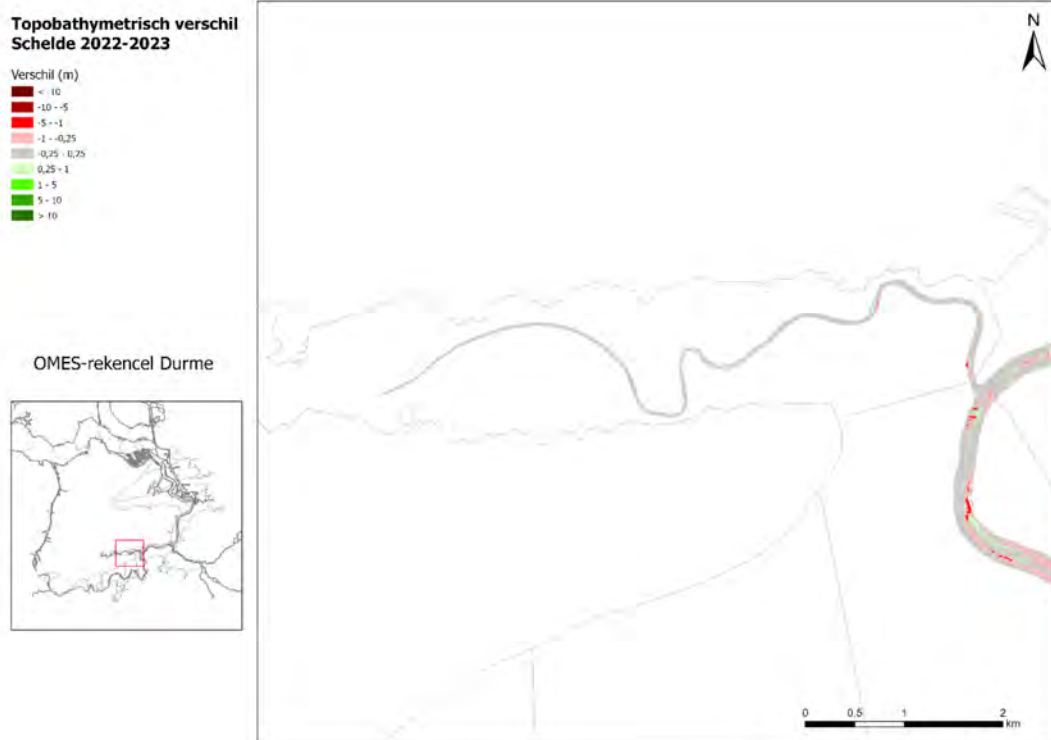 Topobathymetrisch verschil
Schelde 2022-2023
Verschil (m)
< 10
-10 - -5
-5 - -1
-1 - -0,25
-0,25 - 0,25
0,25 - 1
1 - 5
5 - 10
> 10
OMES-rekencel Durme
N
0 0.5 1 2
km